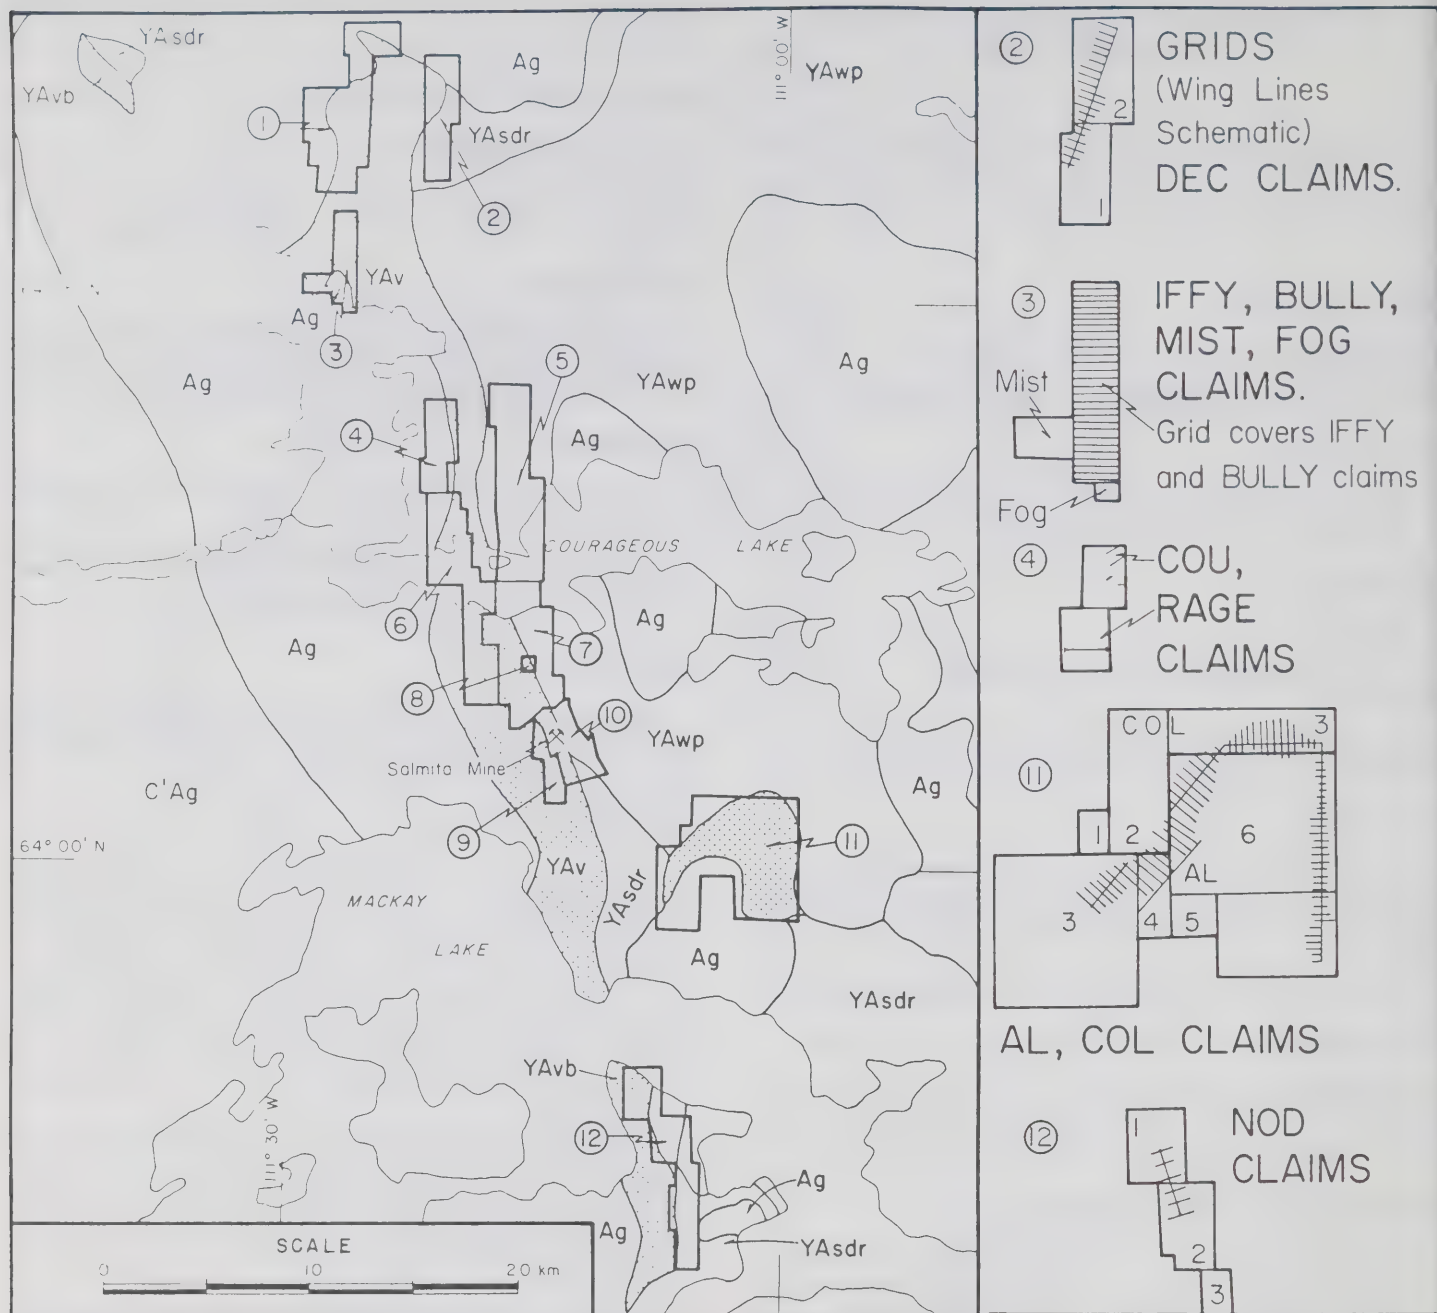 YAsdr
YAvb
Ag
YAwp
111° 00' W
1
YAsdr
2
YAv
Ag
3
Ag
5
YAwp
Ag
4
Ag
COURAGEOUS LAKE
6
Ag
7
Ag
8
10
YAwp
Salmita Mine
C'Ag
Ag
9
11
64° 00' N
YAv
YAsdr
MACKAY
LAKE
Ag
YAsdr
YAvb
111° 30' W
12
Ag
Ag
YAsdr
SCALE
0 10 20 km
2
GRIDS
(Wing Lines
Schematic)
DEC CLAIMS.
2
1
3
IFFY, BULLY,
MIST, FOG
CLAIMS.
Mist
Grid covers IFFY
and BULLY claims
Fog
4
COU,
RAGE
CLAIMS
COL
3
11
1
2
6
AL
3
4
5
AL, COL CLAIMS
12
NOD
CLAIMS
1
2
3